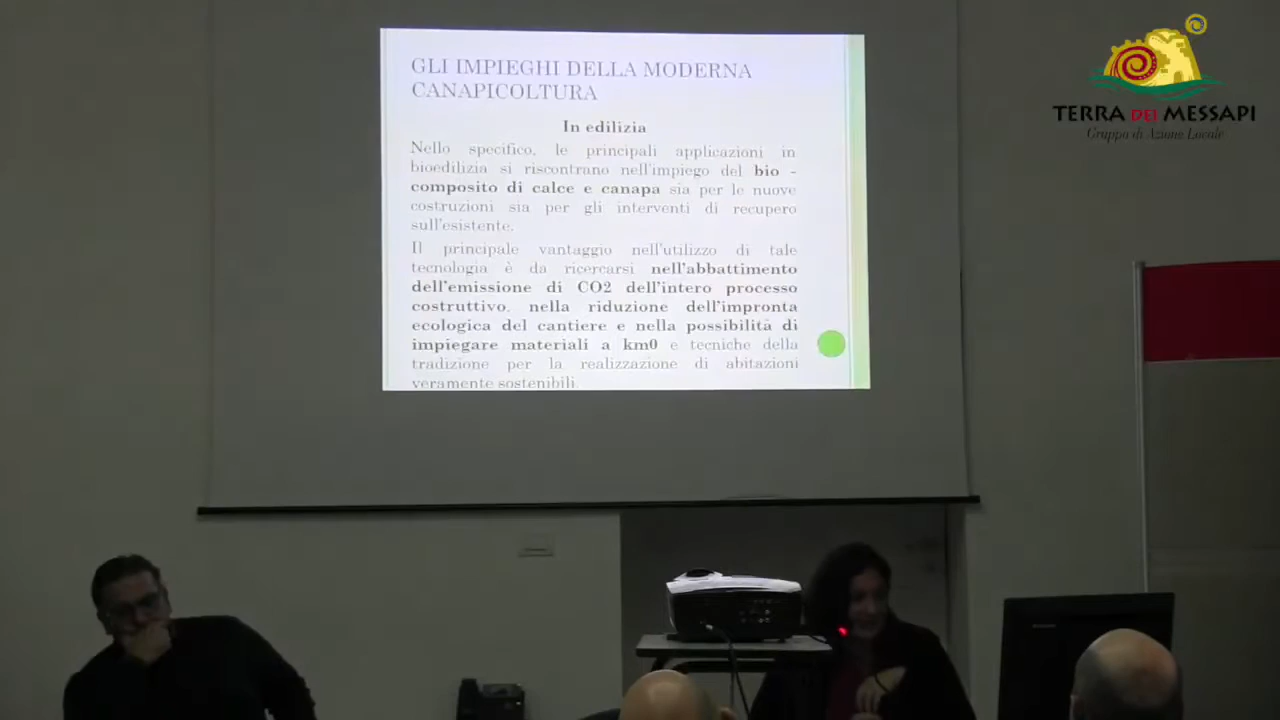 GLI IMPIEGHI DELLA MODERNA
CANAPICOLTURA
In edilizia
Nello specifico, le principali applicazioni in
bioedilizia si riscontrano nell'impiego del bio -
composito di calce e canapa sia per le nuove
costruzioni sia per gli interventi di recupero
sull'esistente.
Il principale vantaggio nell'utilizzo di tale
tecnologia è da ricercarsi nell'abbattimento
dell'emissione di CO2 dell'intero processo
costruttivo, nella riduzione dell'impronta
ecologica del cantiere e nella possibilità di
impiegare materiali a km0 e tecniche della
tradizione per la realizzazione di abitazioni
veramente sostenibili.
TERRA DEI MESSAPI
Gruppo di Azione Locale